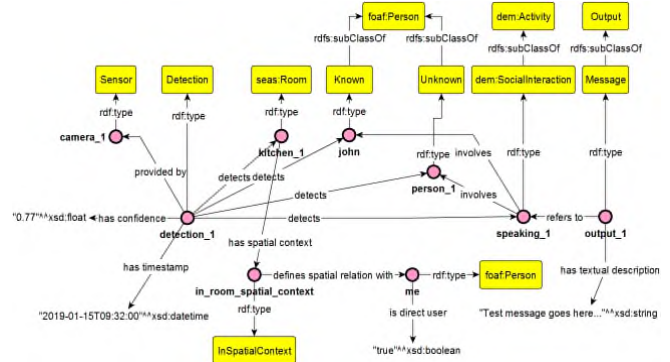 foaf:Person
dem:Activity
Output
rdfs:subClassOf
rdfs:subClassOf
rdfs:subClassOf
rdfs:subClassOf
Sensor
Detection
seas:Room
Known
Unknown
dem:SocialInteraction
Message
rdf:type
rdf:type
rdf:type
rdf:type
rdf:type
rdf:type
rdf:type
camera_1
kitchen_1
john
involves
provided by
detects
detects
person_1
detects
involves
"0.77"^^xsd:float
has confidence
detects
refers to
detection_1
speaking_1
output_1
has spatial context
has timestamp
defines spatial relation with
rdf:type
foaf:Person
has textual description
in_room_spatial_context
me
rdf:type
is direct user
"2019-01-15T09:32:00"^^xsd:datetime
"Test message goes here..."^^xsd:string
InSpatialContext
"true"^^xsd:boolean